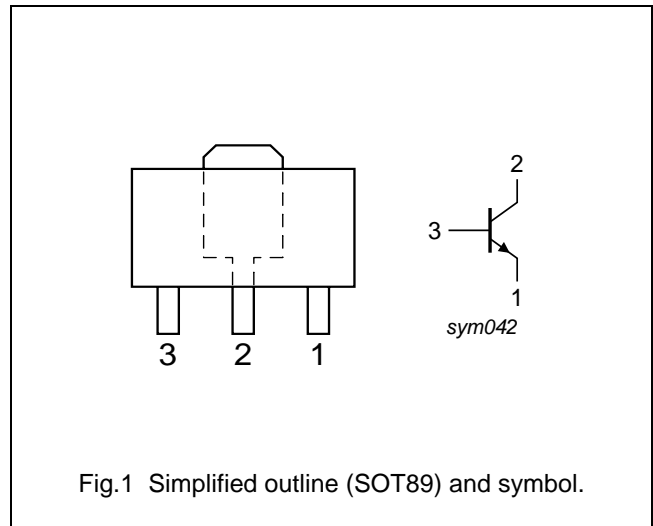 2
3
1
sym042
3 2 1
Fig.1 Simplified outline (SOT89) and symbol.